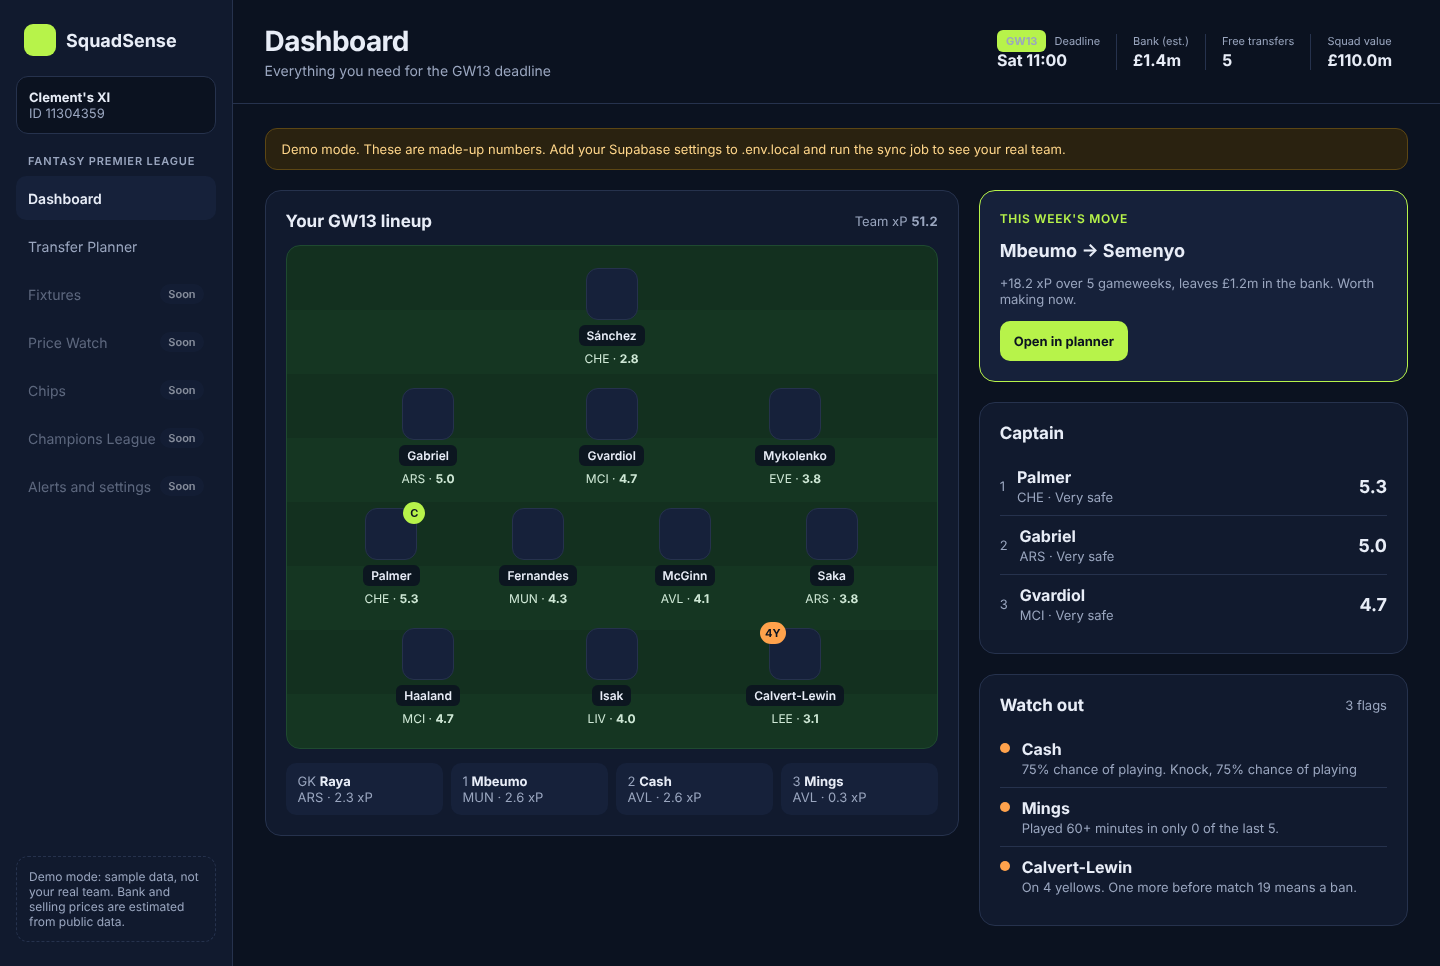 SquadSense
Clement's XI
ID 11304359
FANTASY PREMIER LEAGUE
Dashboard
Transfer Planner
Fixtures Soon
Price Watch Soon
Chips Soon
Champions League Soon
Alerts and settings Soon
Demo mode: sample data, not
your real team. Bank and
selling prices are estimated
from public data.
Dashboard
Everything you need for the GW13 deadline
GW13 Deadline
Sat 11:00
Bank (est.)
£1.4m
Free transfers
5
Squad value
£110.0m
Demo mode. These are made-up numbers. Add your Supabase settings to .env.local and run the sync job to see your real team.
Your GW13 lineup
Team xP 51.2
Sánchez
CHE · 2.8
Gabriel
ARS · 5.0
Gvardiol
MCI · 4.7
Mykolenko
EVE · 3.8
C
Palmer
CHE · 5.3
Fernandes
MUN · 4.3
McGinn
AVL · 4.1
Saka
ARS · 3.8
Haaland
MCI · 4.7
Isak
LIV · 4.0
4Y
Calvert-Lewin
LEE · 3.1
GK Raya
ARS · 2.3 xP
1 Mbeumo
MUN · 2.6 xP
2 Cash
AVL · 2.6 xP
3 Mings
AVL · 0.3 xP
THIS WEEK'S MOVE
Mbeumo → Semenyo
+18.2 xP over 5 gameweeks, leaves £1.2m in the bank. Worth
making now.
Open in planner
Captain
1 Palmer 5.3
CHE · Very safe
2 Gabriel 5.0
ARS · Very safe
3 Gvardiol 4.7
MCI · Very safe
Watch out
3 flags
Cash
75% chance of playing. Knock, 75% chance of playing
Mings
Played 60+ minutes in only 0 of the last 5.
Calvert-Lewin
On 4 yellows. One more before match 19 means a ban.